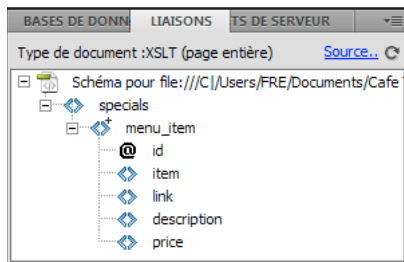 BASES DE DONN LIAISONS TS DE SERVEUR
Type de document :XSLT (page entière) Source..
Schéma pour file:///C|/Users/FRE/Documents/Cafe
specials
menu_item
id
item
link
description
price